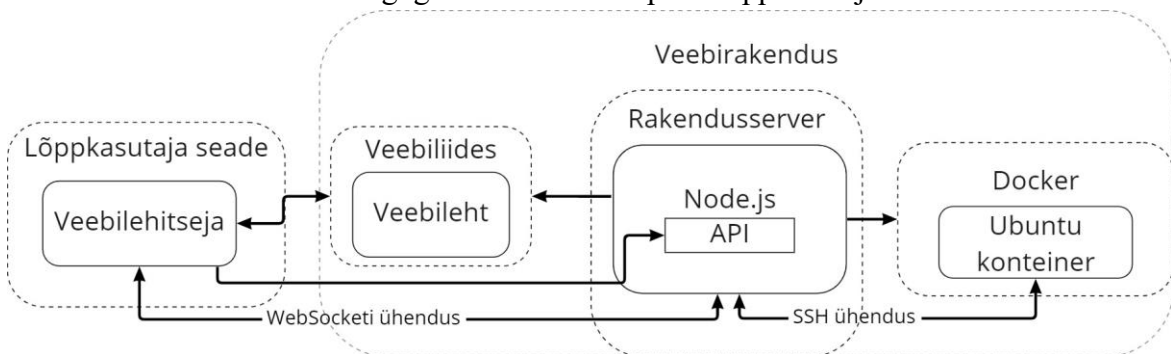 Veebirakendus
Rakendusserver
Lõppkasutaja seade
Veebiliides
Docker
Veebilehitseja
Veebileht
Node.js
API
Ubuntu
konteiner
WebSocketi ühendus
SSH ühendus